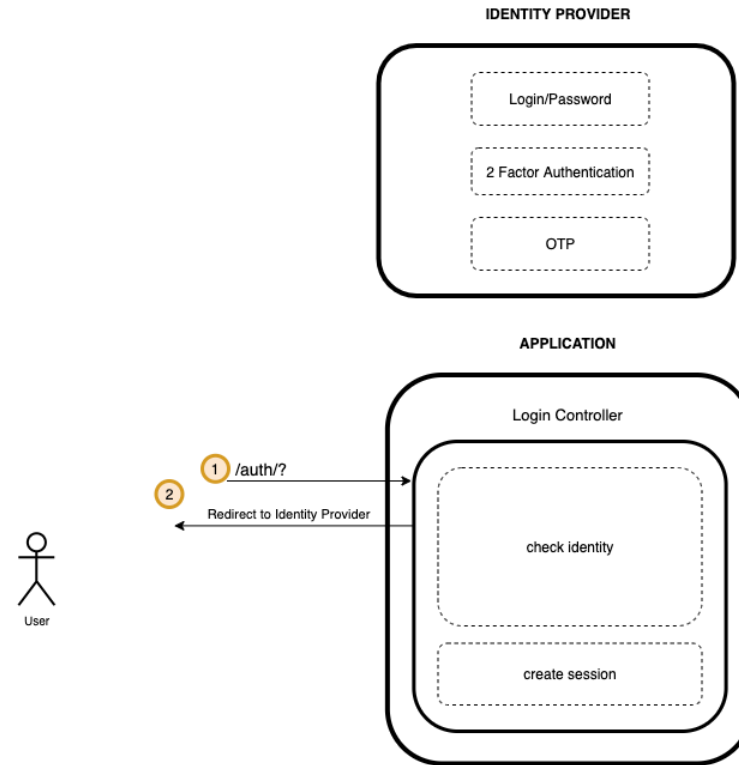 IDENTITY PROVIDER
Login/Password
2 Factor Authentication
OTP
APPLICATION
Login Controller
1 /auth/?
2
Redirect to Identity Provider
check identity
User
create session